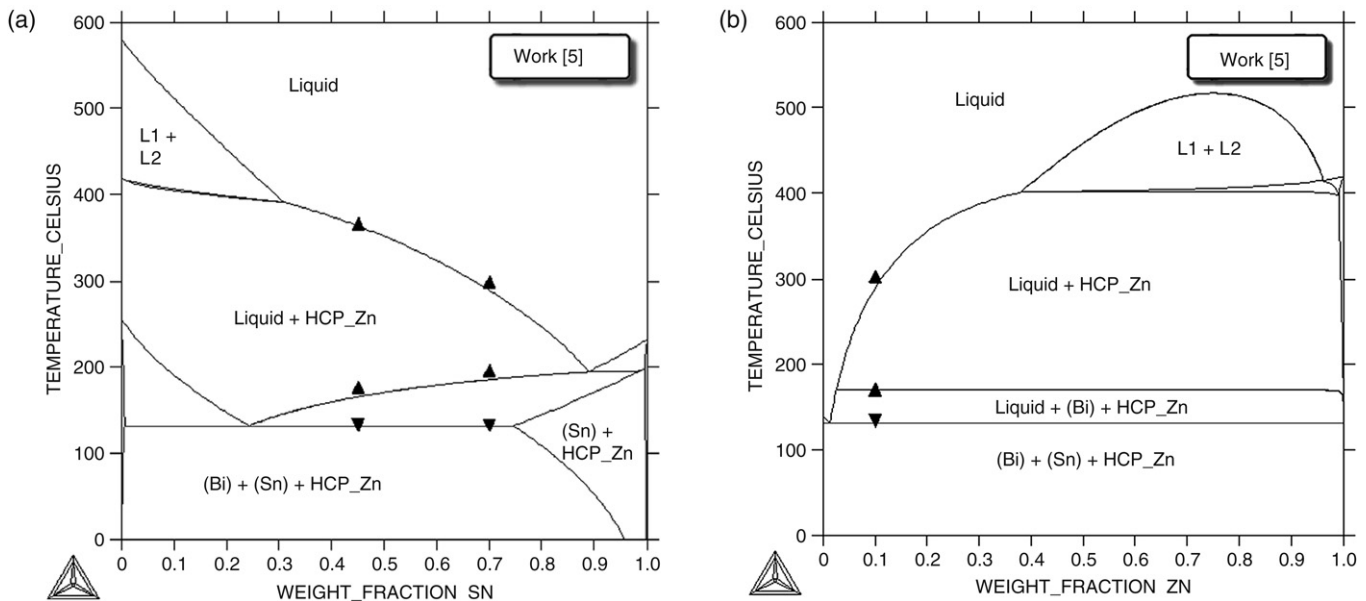 (a)
600
500
400
300
200
100
0
TEMPERATURE_CELSIUS
Work [5]
Liquid
L1 +
L2
Liquid + HCP_Zn
(Sn) +
HCP_Zn
(Bi) + (Sn) + HCP_Zn
0 0.1 0.2 0.3 0.4 0.5 0.6 0.7 0.8 0.9 1.0
WEIGHT_FRACTION SN
(b)
600
500
400
300
200
100
0
TEMPERATURE_CELSIUS
Work [5]
Liquid
L1 + L2
Liquid + HCP_Zn
Liquid + (Bi) + HCP_Zn
(Bi) + (Sn) + HCP_Zn
0 0.1 0.2 0.3 0.4 0.5 0.6 0.7 0.8 0.9 1.0
WEIGHT_FRACTION ZN